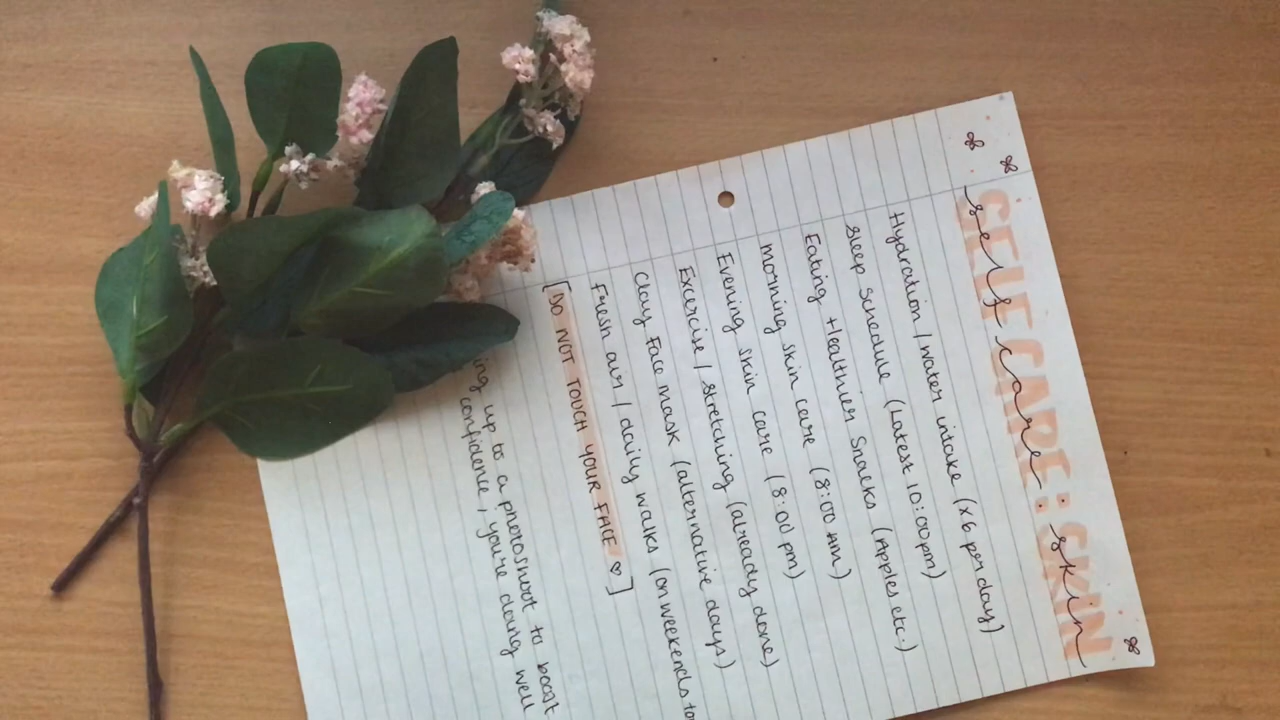 SELF CARE: SKIN
self care: skin
Hydration / water intake (x6 per day)
Sleep schedule (Latest 10:00pm)
Eating Healthier Snacks (Apples etc.)
Morning skin care (8:00 AM)
Evening skin care (8:00 pm)
Excercise / stretching (already done)
Clay Face mask (alternative days)
Fresh air / daily walks (on weekends
[DO NOT TOUCH YOUR FACE ♡]
up to a photoshoot to boost
confidence, you're doing well